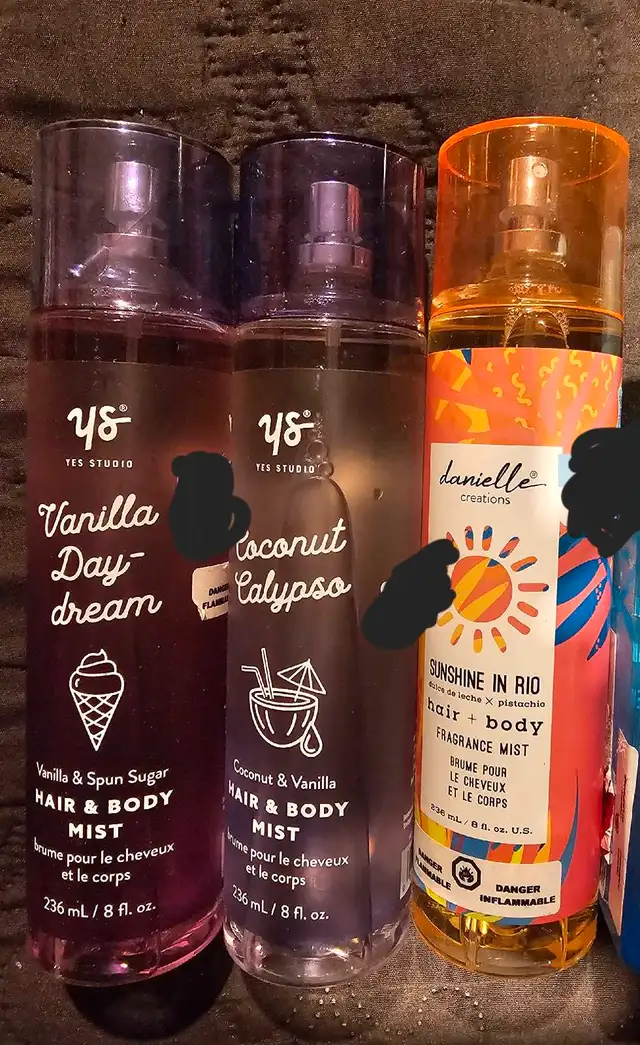 ys®
YES STUDIO
Vanilla
Day-
dream
DANGER
Vanilla & Spun Sugar
HAIR & BODY
MIST
brume pour le cheveux
et le corps
236 mL / 8 fl. oz.
ys®
YES STUDIO
Coconut
Calypso
Coconut & Vanilla
HAIR & BODY
MIST
brume pour le cheveux
et le corps
236 mL / 8 fl. oz.
danielle®
creations
SUNSHINE IN RIO
dulce de leche x pistachio
hair + body
FRAGRANCE MIST
BRUME POUR
LE CHEVEUX
ET LE CORPS
236 mL / 8 fl. oz. U.S.
DANGER
FLAMMABLE
DANGER
INFLAMMABLE